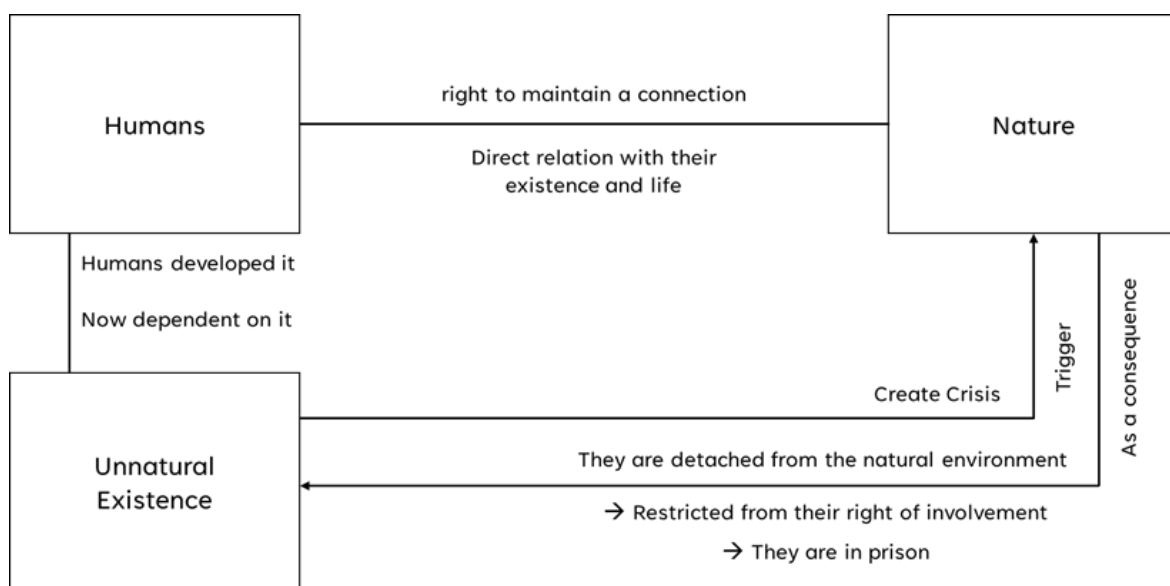 Humans
right to maintain a connection
Direct relation with their
existence and life
Nature
Humans developed it
Now dependent on it
Unnatural
Existence
Create Crisis
Trigger
As a consequence
They are detached from the natural environment
→ Restricted from their right of involvement
→ They are in prison